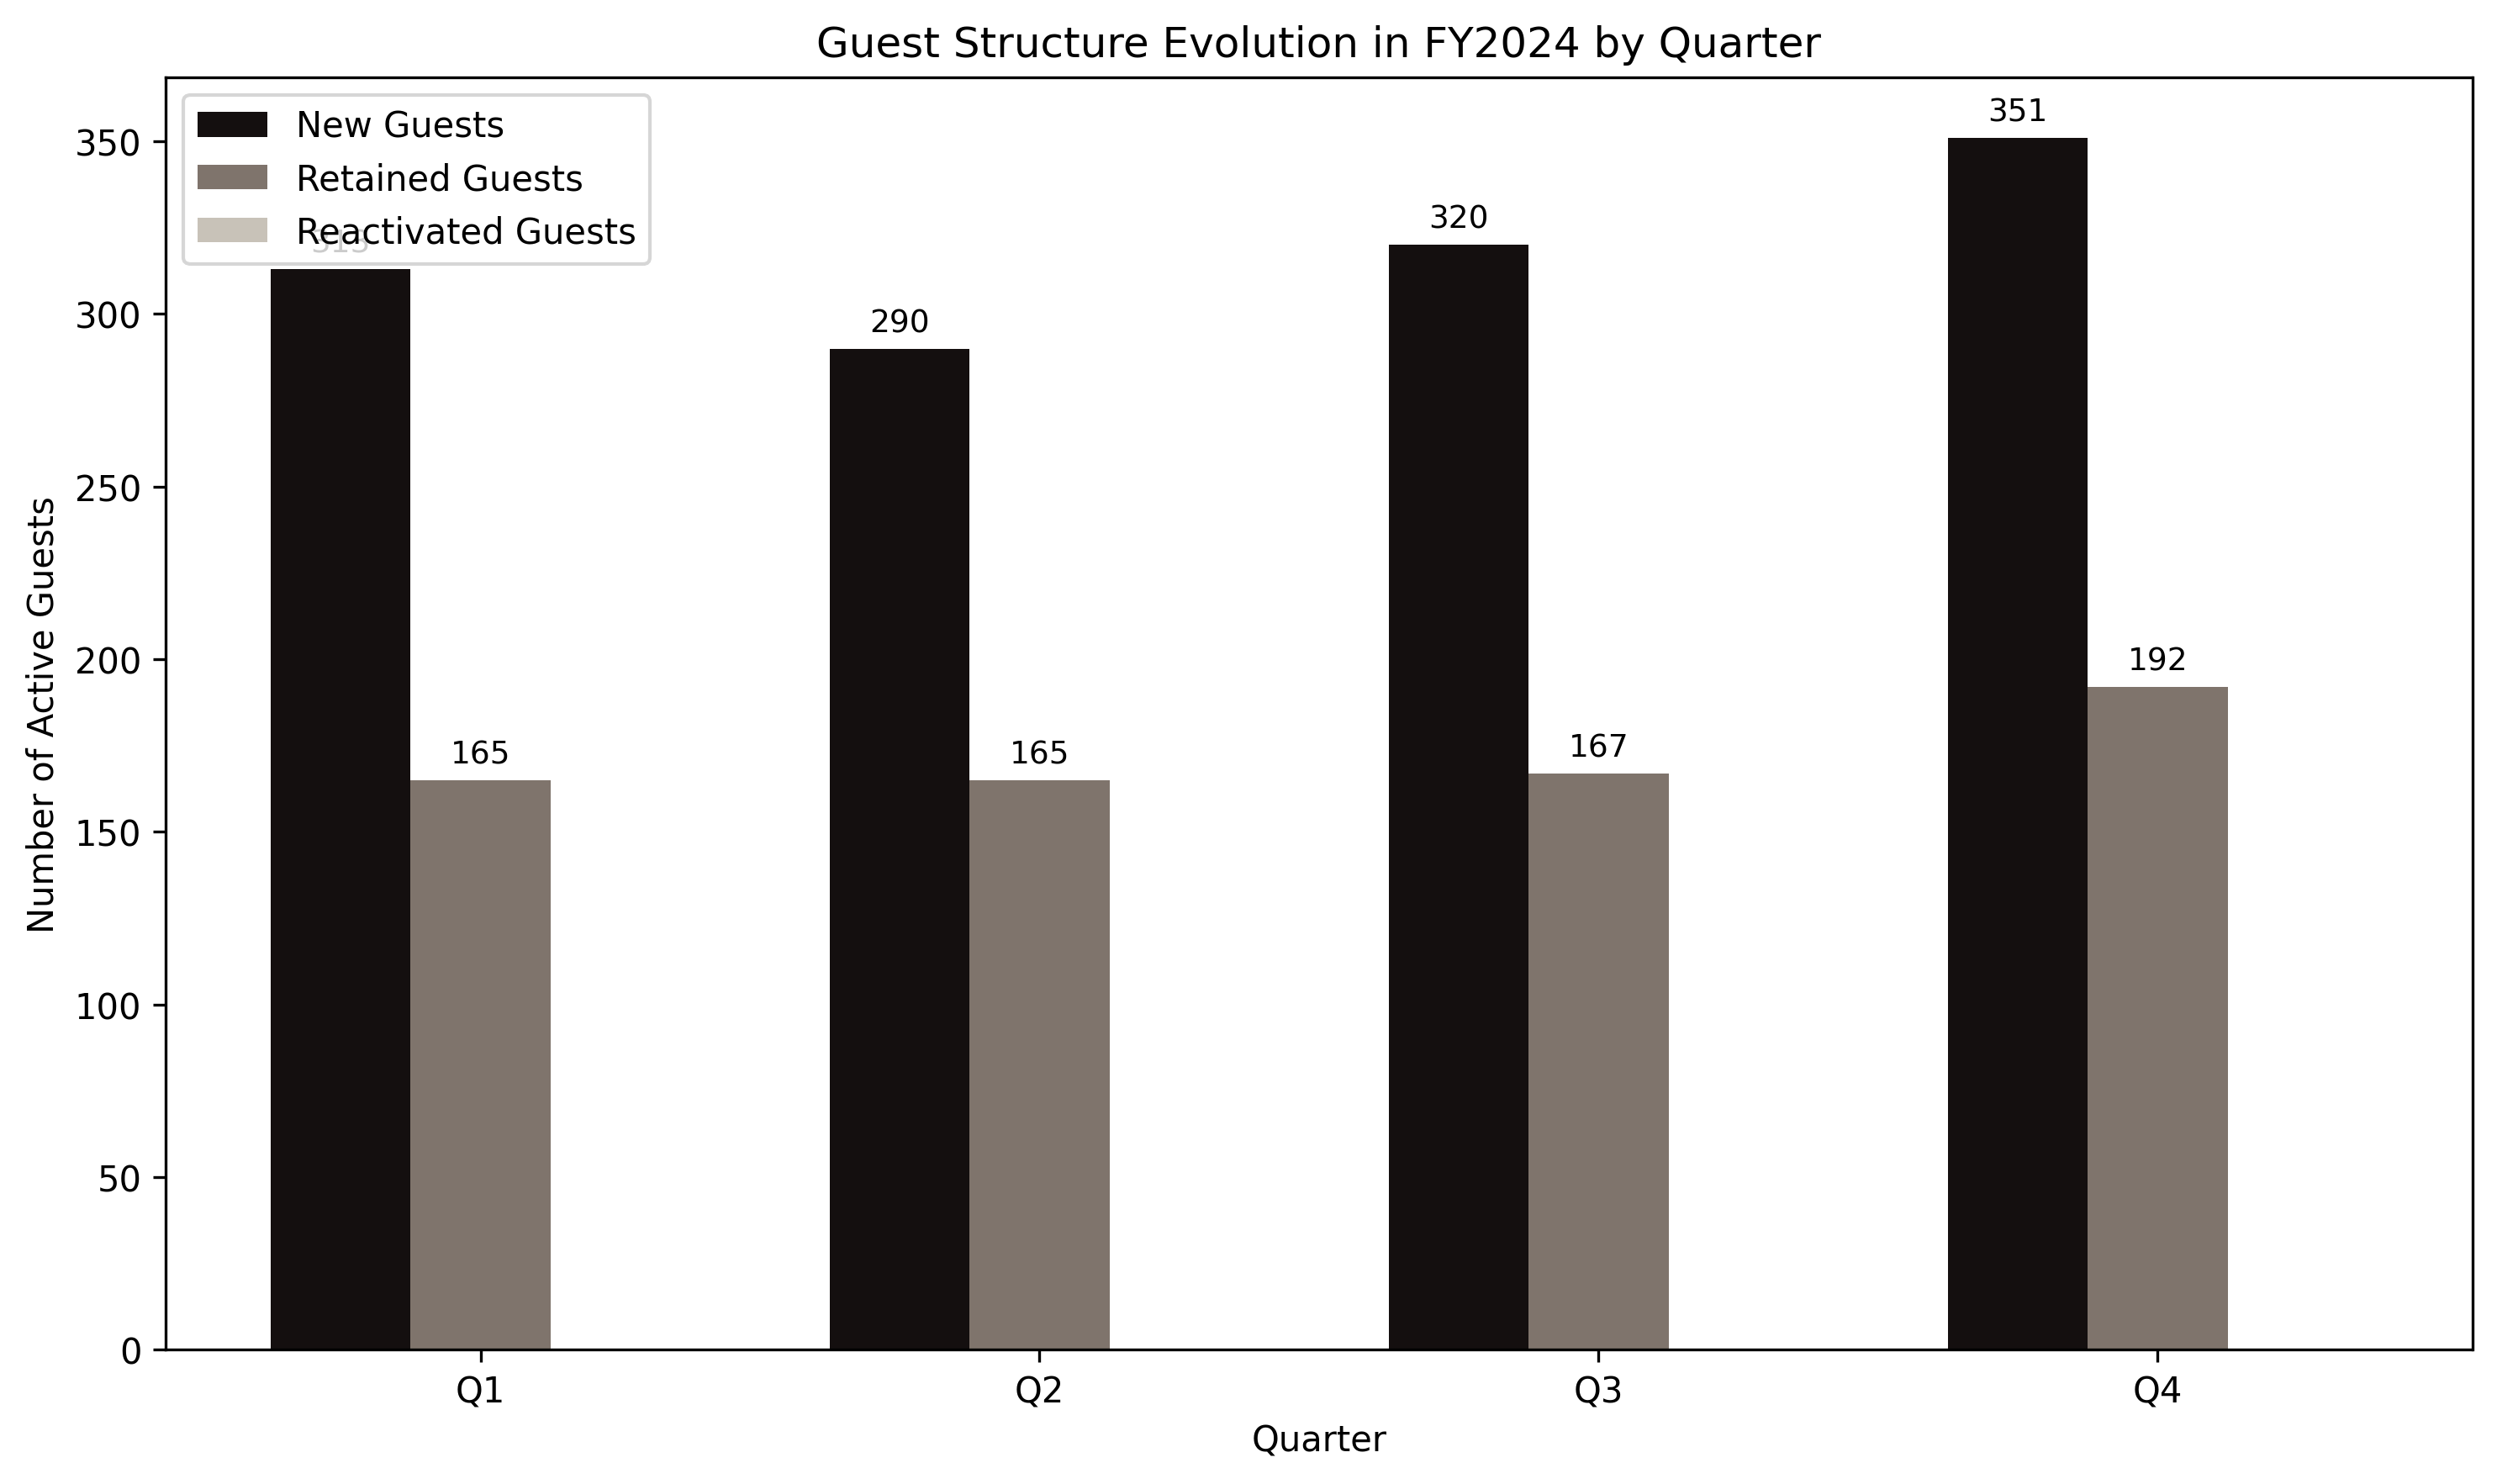 Guest Structure Evolution in FY2024 by Quarter
New Guests
Retained Guests
Reactivated Guests
313
290
320
351
165
165
167
192
350
300
250
200
150
100
50
0
Number of Active Guests
Q1
Q2
Q3
Q4
Quarter